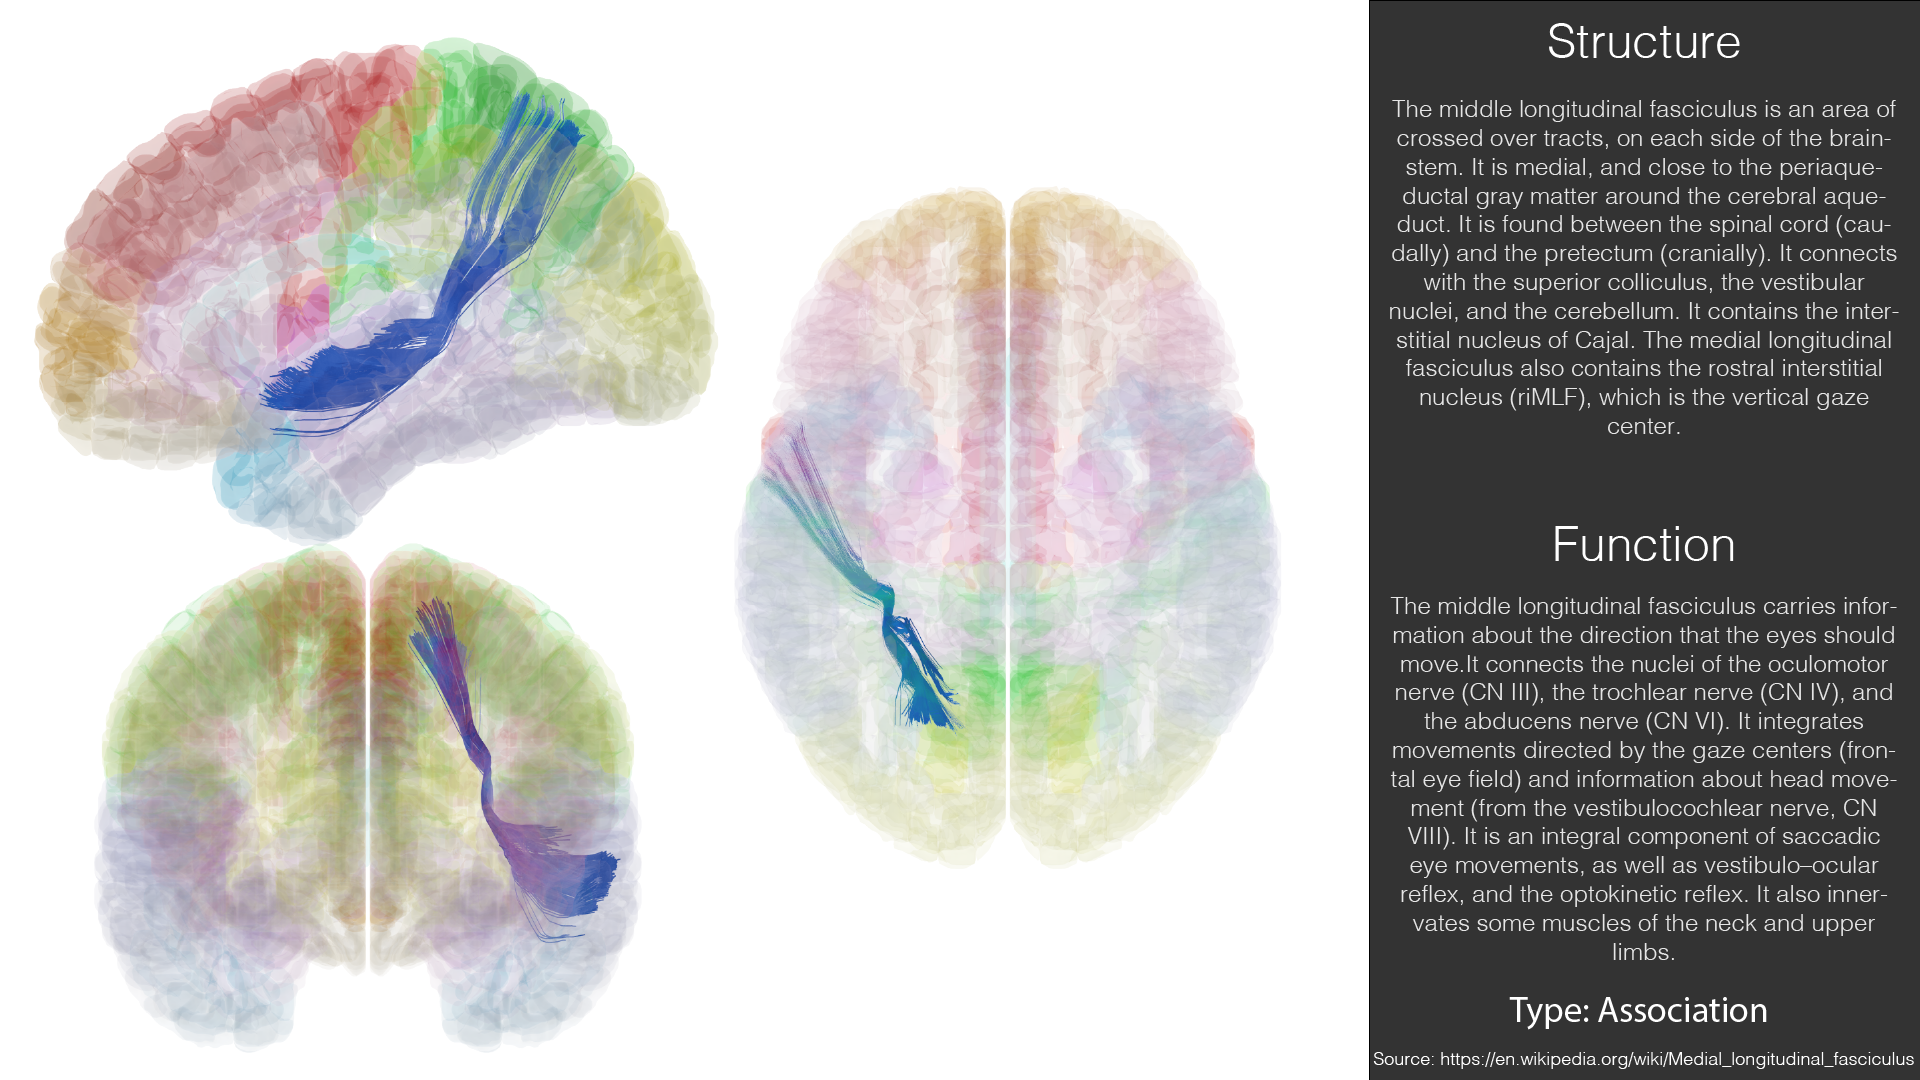 Structure
The middle longitudinal fasciculus is an area of
crossed over tracts, on each side of the brain-
stem. It is medial, and close to the periaque-
ductal gray matter around the cerebral aque-
duct. It is found between the spinal cord (cau-
dally) and the pretectum (cranially). It connects
with the superior colliculus, the vestibular
nuclei, and the cerebellum. It contains the inter-
stitial nucleus of Cajal. The medial longitudinal
fasciculus also contains the rostral interstitial
nucleus (riMLF), which is the vertical gaze
center.
Function
The middle longitudinal fasciculus carries infor-
mation about the direction that the eyes should
move.It connects the nuclei of the oculomotor
nerve (CN III), the trochlear nerve (CN IV), and
the abducens nerve (CN VI). It integrates
movements directed by the gaze centers (fron-
tal eye field) and information about head move-
ment (from the vestibulocochlear nerve, CN
VIII). It is an integral component of saccadic
eye movements, as well as vestibulo–ocular
reflex, and the optokinetic reflex. It also inner-
vates some muscles of the neck and upper
limbs.
Type: Association
Source: https://en.wikipedia.org/wiki/Medial_longitudinal_fasciculus